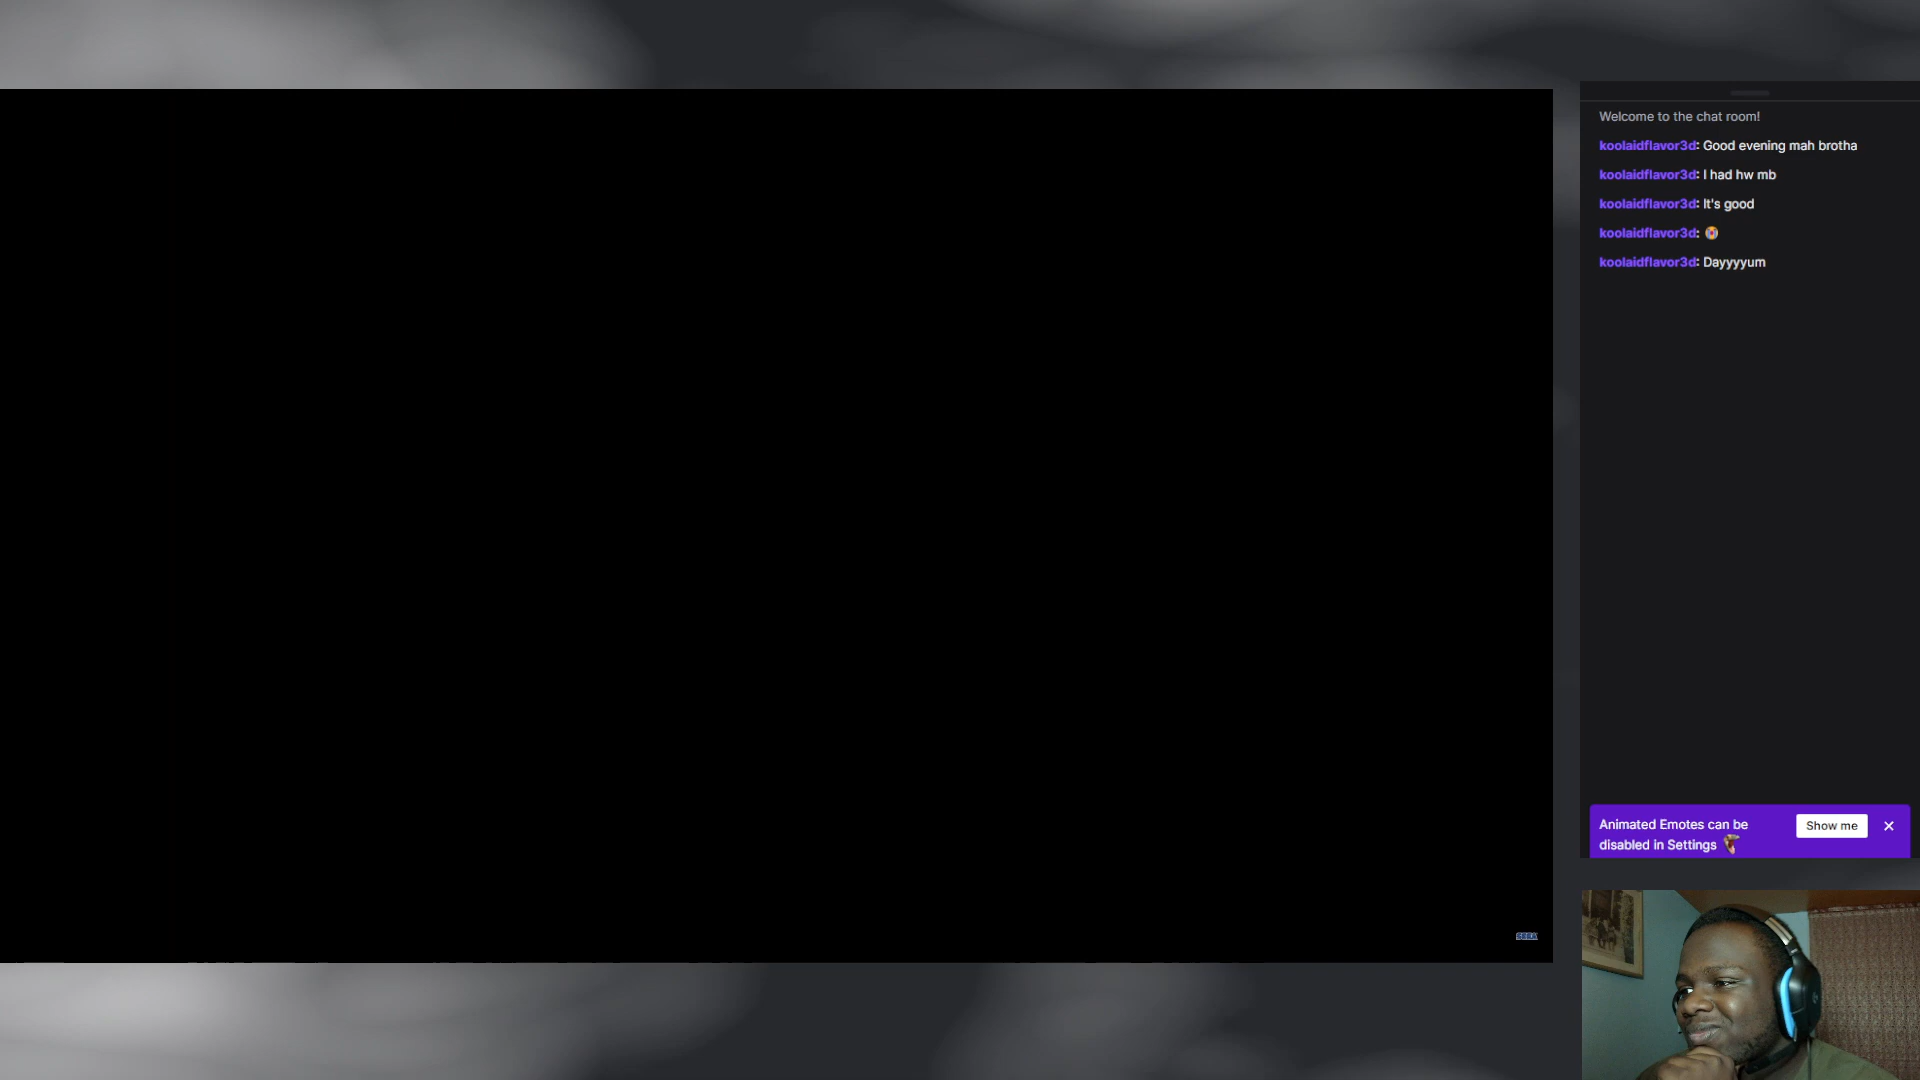 Welcome to the chat room!
koolaidflavor3d: Good evening mah brotha
koolaidflavor3d: I had hw mb
koolaidflavor3d: It's good
koolaidflavor3d:
koolaidflavor3d: Dayyyyum
Animated Emotes can be
disabled in Settings
Show me
SEGA